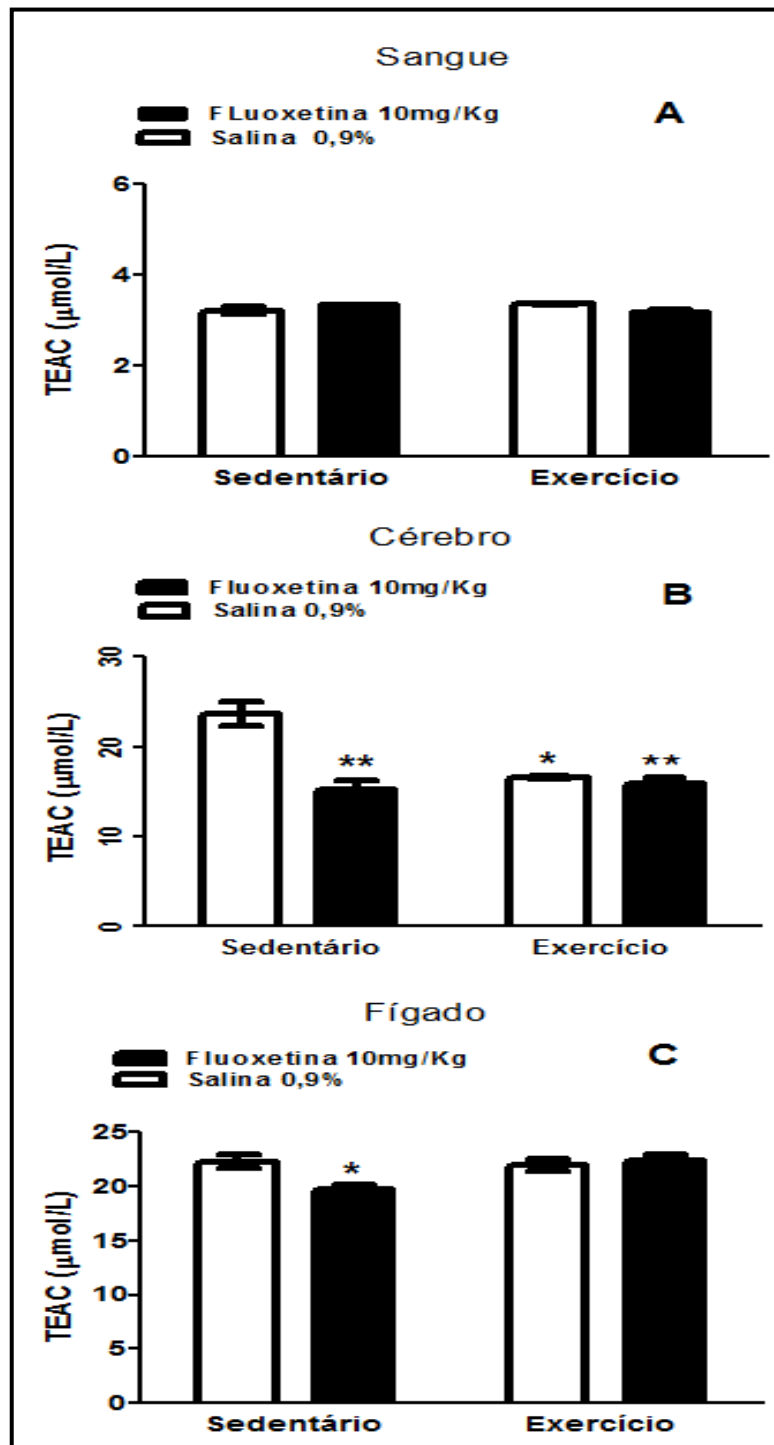 Sangue
FLuoxetina 10mg/Kg
A
Salina 0,9%
TEAC (µmol/L)
6
4
2
0
Sedentário
Exercício
Cérebro
Fluoxetina 10mg/Kg
B
Salina 0,9%
TEAC (µmol/L)
30
20
10
0
**
*
**
Sedentário
Exercício
Fígado
Fluoxetina 10mg/Kg
C
Salina 0,9%
TEAC (µmol/L)
25
20
15
10
5
0
*
Sedentário
Exercício